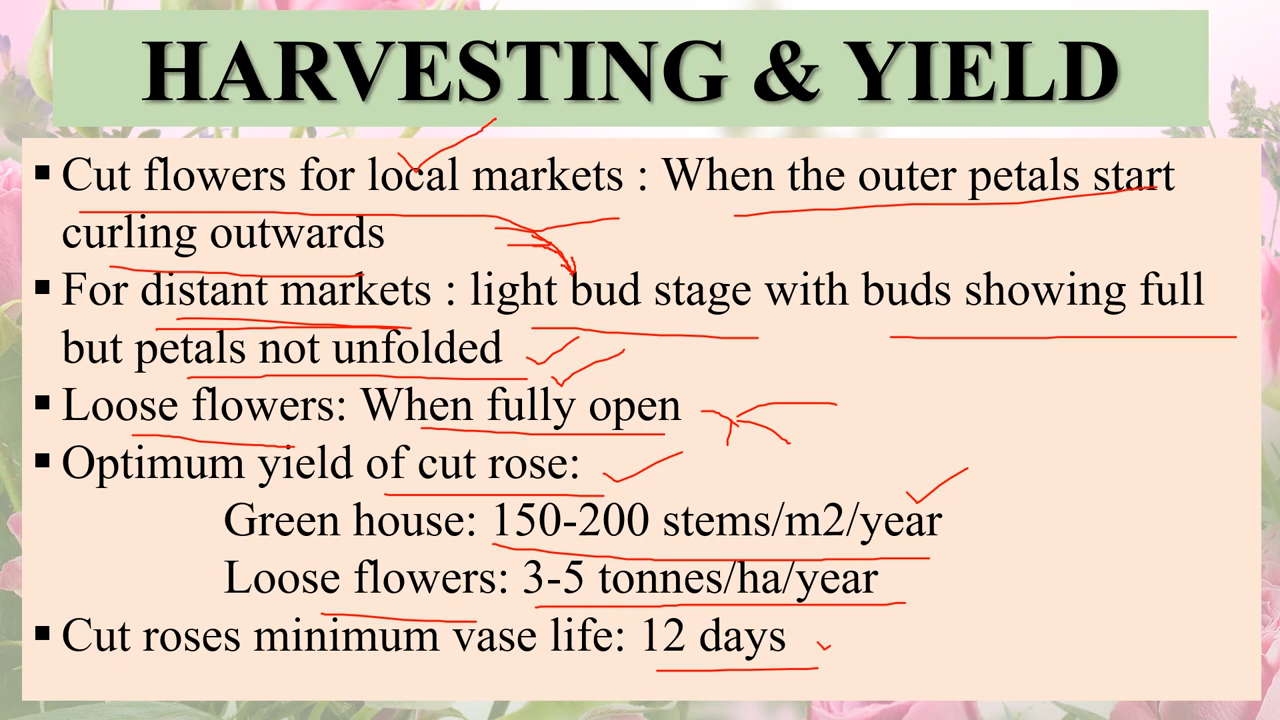 HARVESTING & YIELD
▪ Cut flowers for local markets : When the outer petals start
curling outwards
▪ For distant markets : light bud stage with buds showing full
but petals not unfolded
▪ Loose flowers: When fully open
▪ Optimum yield of cut rose:
Green house: 150-200 stems/m2/year
Loose flowers: 3-5 tonnes/ha/year
▪ Cut roses minimum vase life: 12 days